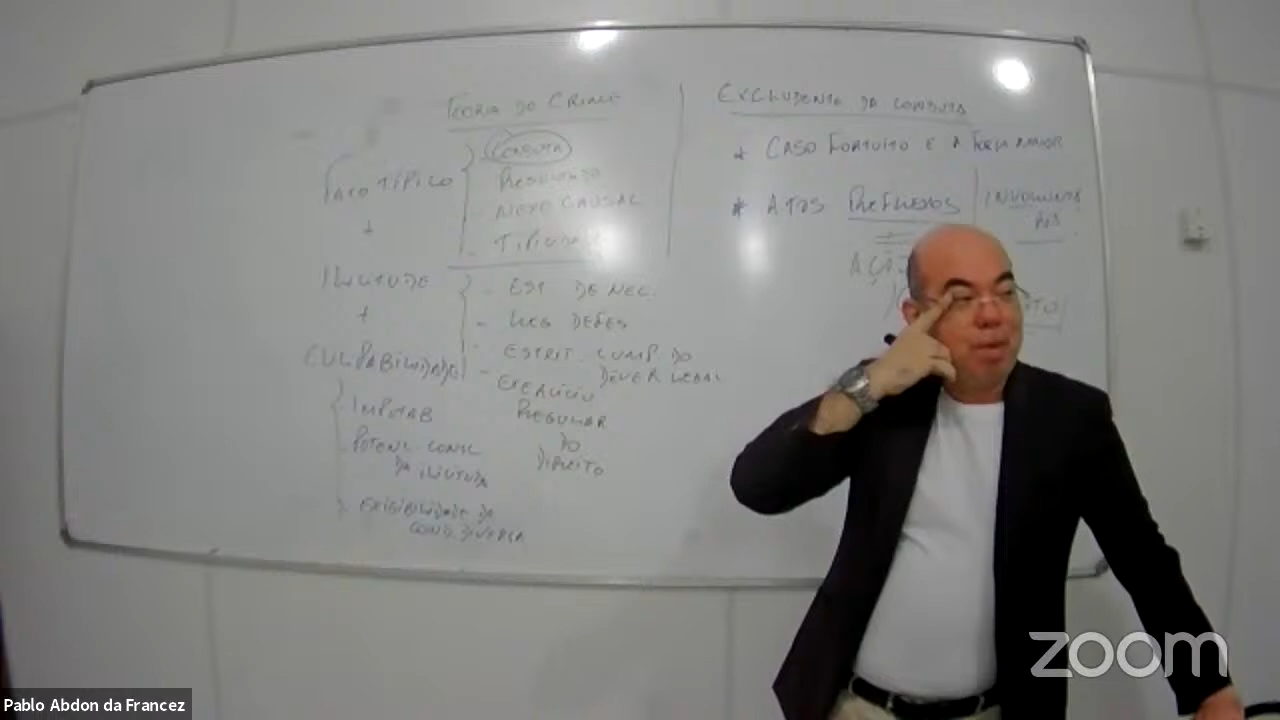 TEORIA DO CRIME
FATO TÍPICO
+
ILICITUDE
+
CULPABILIDADE
CONDUTA
RESULTADO
- NEXO CAUSAL
- TIPICIDA
- EST DE NEC.
- LEG DEFES
- ESTRIT. CUMP. DO
DEVER LEGAL
- EXERCÍCIO
REGULAR
DO
DIREITO
IMPUTAB
POTENC. CONSC
DA ILICITUDE
EXIGIBILIDADE DE
COND. DIVERSA
EXCLUDENTE DA CONDUTA
* CASO FORTUITO E A FORÇA MAIOR
* ATOS REFLEXOS
AÇÃ
zoom
Pablo Abdon da Francez